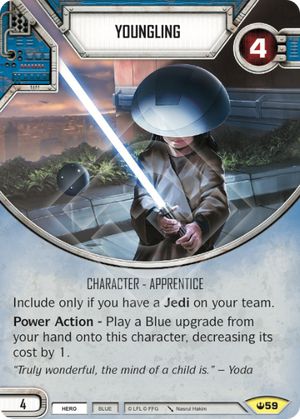 YOUNGLING
4
CHARACTER - APPRENTICE
Include only if you have a Jedi on your team.
Power Action - Play a Blue upgrade from
your hand onto this character, decreasing its
cost by 1.
“Truly wonderful, the mind of a child is.” – Yoda
4 HERO BLUE © LFL © FFG Nasrul Hakim 59